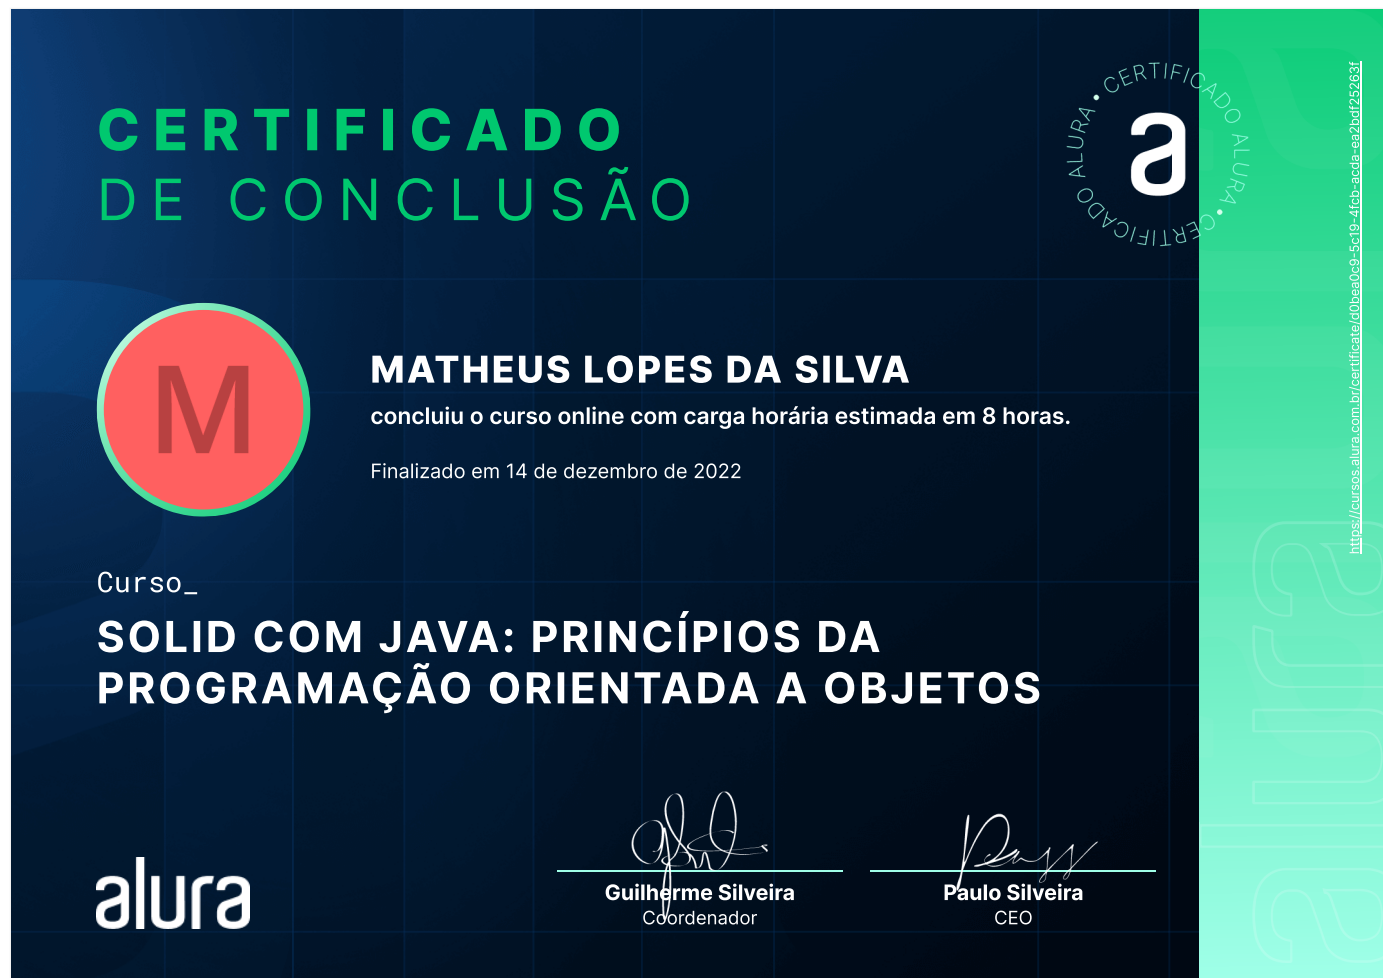 CERTIFICADO
DE CONCLUSÃO
CERTIFICADO ALURA • CERTIFICADO ALURA •
a
https://cursos.alura.com.br/certificate/d0bea0c9-5c19-4fcb-acda-ea2bdf25263f
M
MATHEUS LOPES DA SILVA
concluiu o curso online com carga horária estimada em 8 horas.
Finalizado em 14 de dezembro de 2022
Curso_
SOLID COM JAVA: PRINCÍPIOS DA
PROGRAMAÇÃO ORIENTADA A OBJETOS
alura
Guilherme Silveira
Coordenador
Paulo Silveira
CEO
alura